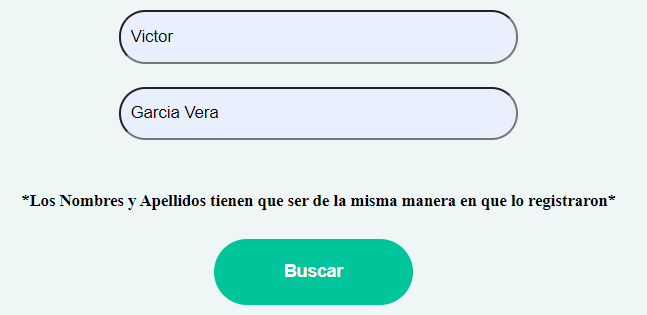 Victor
Garcia Vera
*Los Nombres y Apellidos tienen que ser de la misma manera en que lo registraron*
Buscar